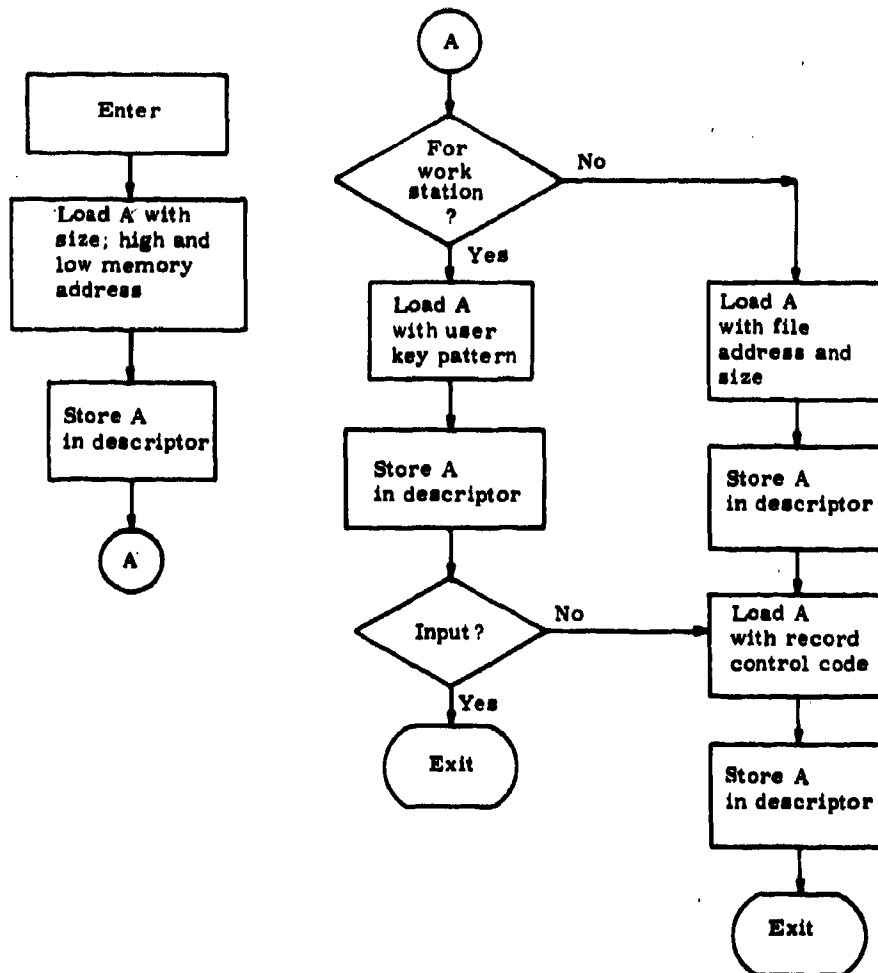 Enter
Load A with
size; high and
low memory
address
Store A
in descriptor
A
A
For
work
station
?
No
Yes
Load A
with user
key pattern
Store A
in descriptor
Input?
No
Yes
Exit
Load A
with file
address and
size
Store A
in descriptor
Load A
with record
control code
Store A
in descriptor
Exit